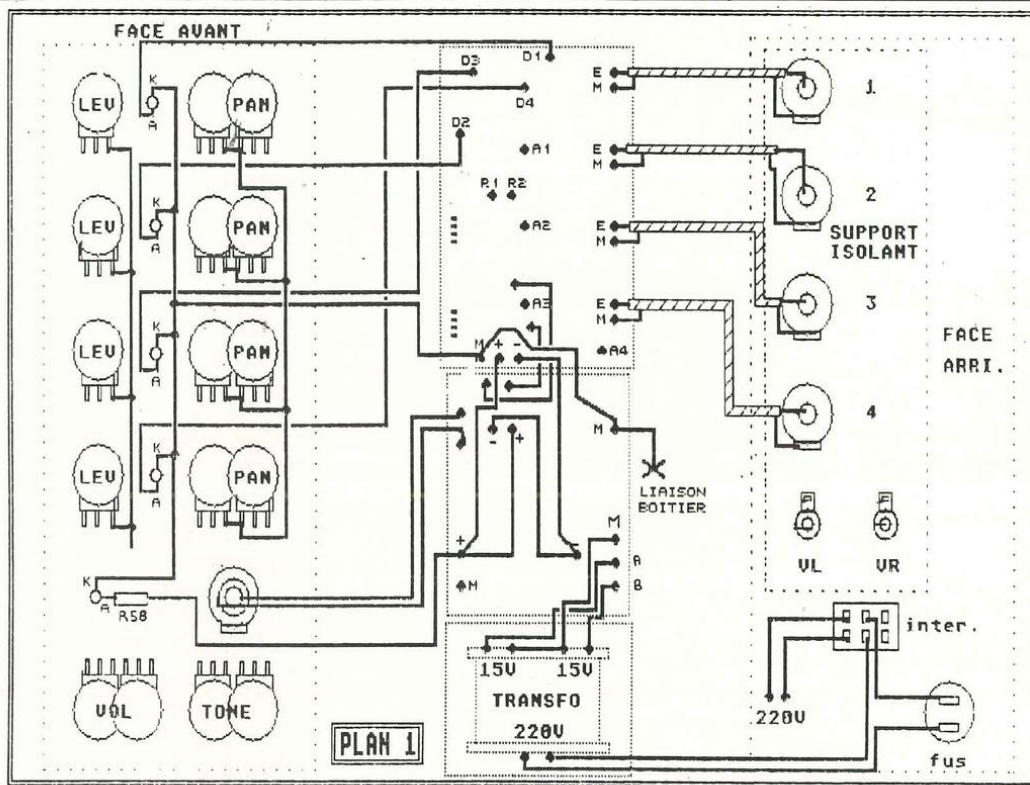 FACE AVANT
LEV
K
A
PAN
D3
D1
D4
D2
E
M
1
A1
E
M
2
LEV
K
A
PAN
R1 R2
A2
E
M
SUPPORT
ISOLANT
3
LEV
K
A
PAN
A3
E
M
M + -
A4
FACE
ARRI.
4
- +
M
LEV
K
A
PAN
LIAISON
BOITIER
VL VR
M
+ -
A
M
B
K
A
R58
inter.
15V 15V
TRANSFO
220V
VOL
TONE
220V
PLAN 1
fus